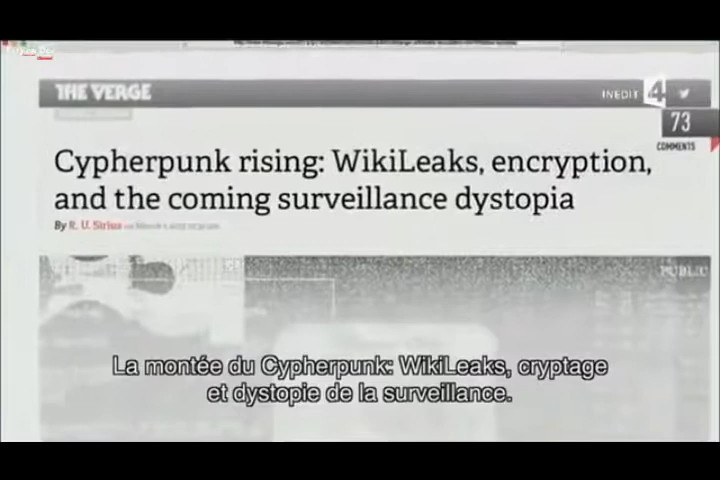 THE VERGE
INEDIT 4
73
COMMENTS
Cypherpunk rising: WikiLeaks, encryption,
and the coming surveillance dystopia
By R. U. Sirius
PUBLIC
La montée du Cypherpunk: WikiLeaks, cryptage
et dystopie de la surveillance.